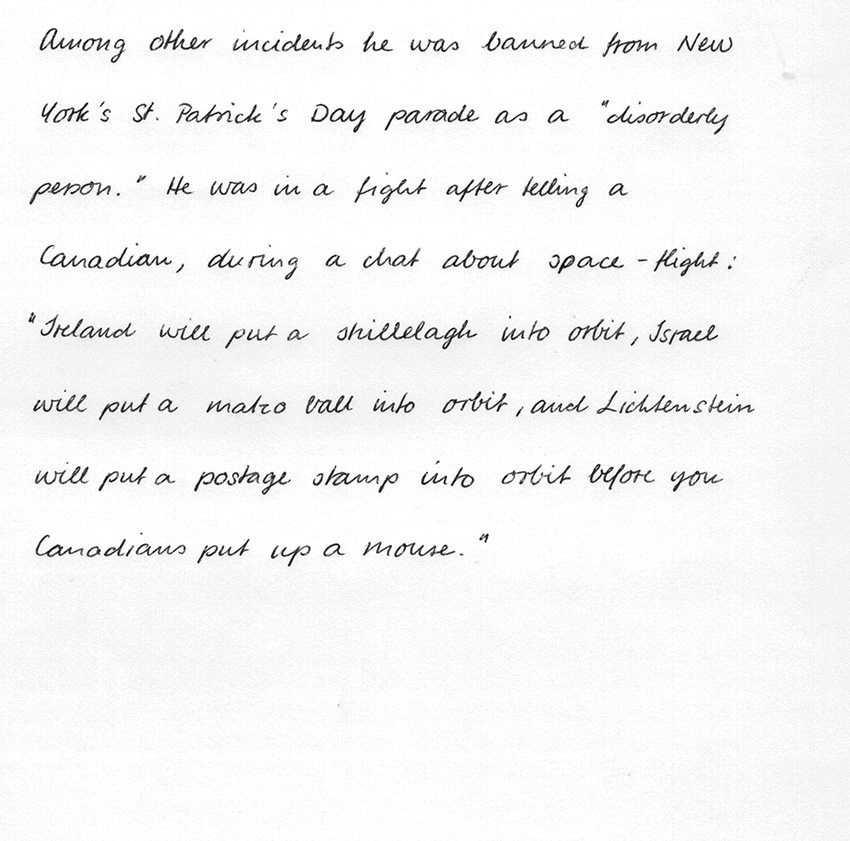 Among other incidents he was banned from New
York's St. Patrick's Day parade as a "disorderly
person." He was in a fight after telling a
Canadian, during a chat about space-flight:
"Ireland will put a shillelagh into orbit, Israel
will put a matzo ball into orbit, and Lichtenstein
will put a postage stamp into orbit before you
Canadians put up a mouse."